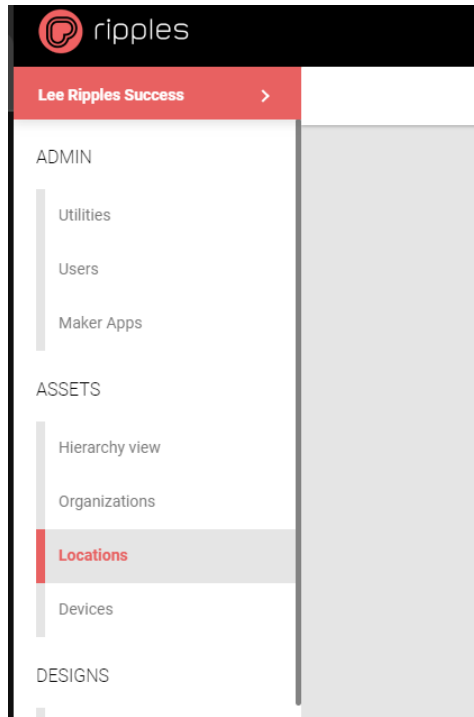 ripples
Lee Ripples Success
ADMIN
Utilities
Users
Maker Apps
ASSETS
Hierarchy view
Organizations
Locations
Devices
DESIGNS